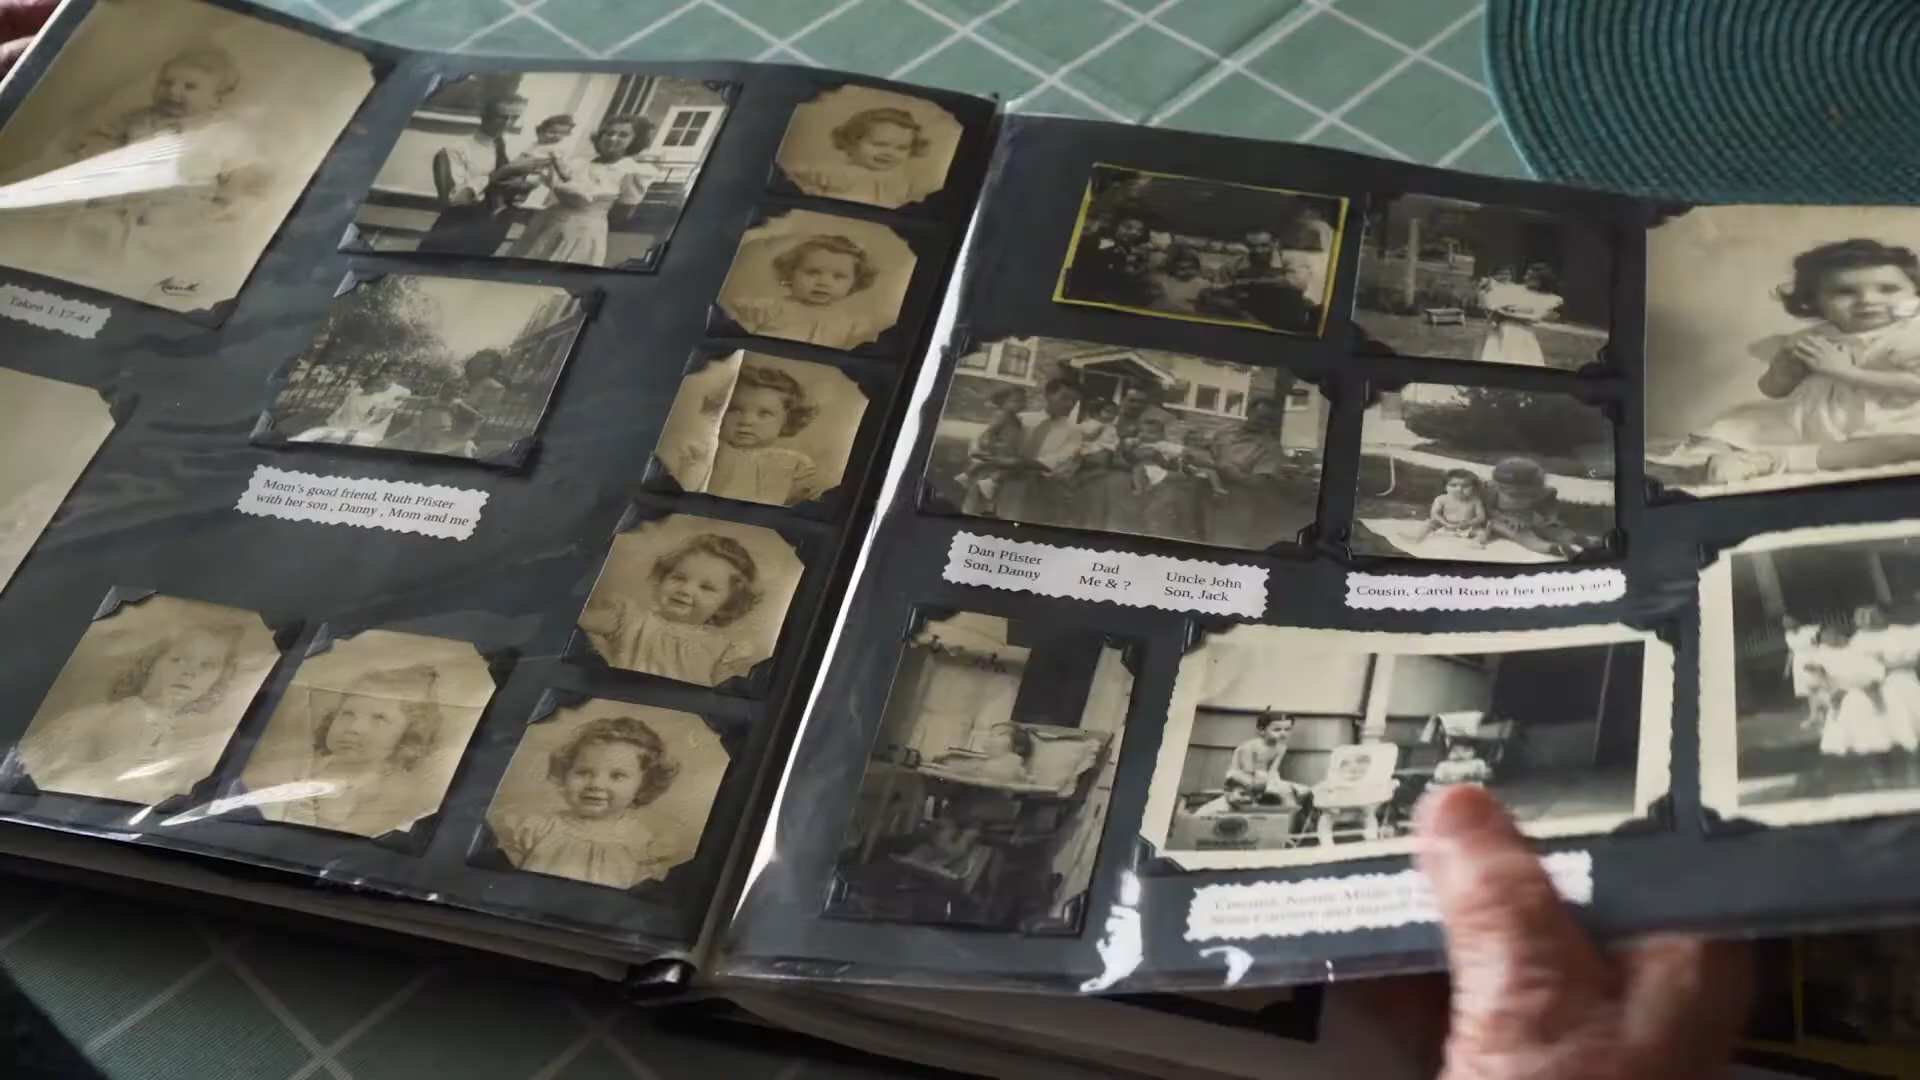 Taken 1-17-41
Mom's good friend, Ruth Pfister
with her son , Danny , Mom and me
Dan Pfister Dad Uncle John
Son, Danny Me & ? Son, Jack
Cousin, Carol Rust in her front yard